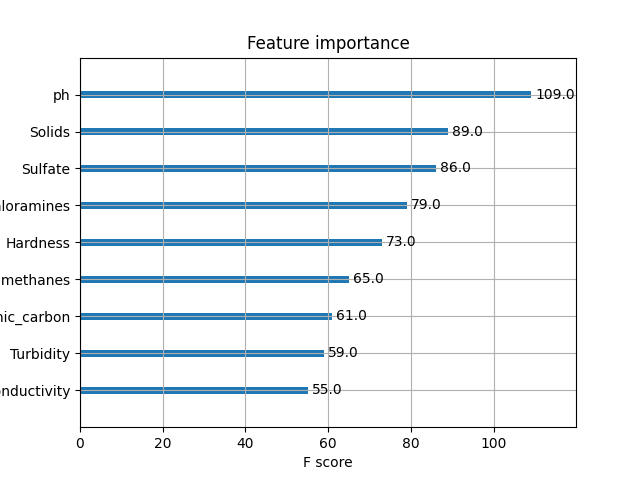 Feature importance
ph 109.0
Solids 89.0
Sulfate 86.0
loramines 79.0
Hardness 73.0
methanes 65.0
nic_carbon 61.0
Turbidity 59.0
nductivity 55.0
0 20 40 60 80 100
F score